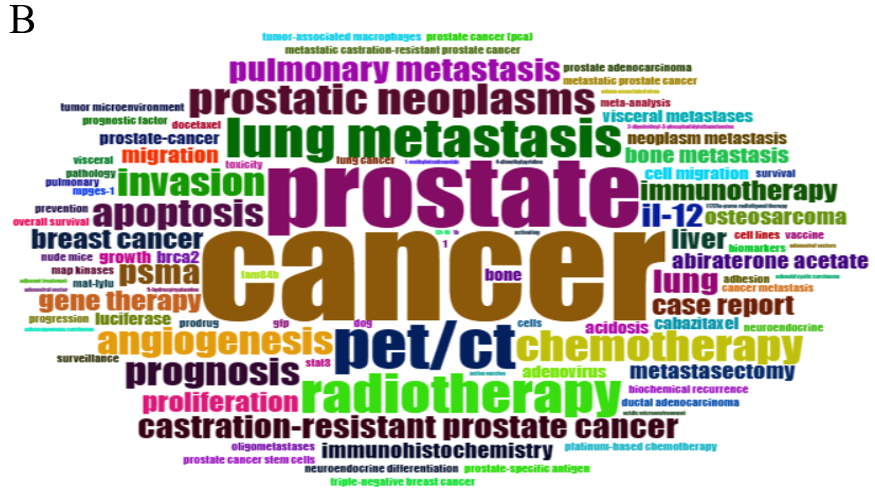 B
tumor-associated macrophages prostate cancer (pca)
metastatic castration-resistant prostate cancer
pulmonary metastasis prostate adenocarcinoma
metastatic prostate cancer
prostatic neoplasms meta-analysis
tumor microenvironment
prognostic factor docetaxel visceral metastases
prostate-cancer lung metastasis neoplasm metastasis
visceral migration lung cancer bone metastasis
toxicity
pathology invasion prostate cell migration survival
pulmonary
mpges-1 immunotherapy
prevention apoptosis il-12 osteosarcoma
overall survival
breast cancer cancer liver cell lines vaccine
biomarkers
nude mice growth brca2 1 abiraterone acetate
map kinases psma fam84b bone lung adhesion
mat-lylu cancer metastasis
gene therapy case report
progression luciferase prodrug gip dog cells acidosis cabazitaxel neuroendocrine
angiogenesis pet/ct chemotherapy
surveillance stat3
prognosis adenovirus metastasectomy
biochemical recurrence
proliferation radiotherapy ductal adenocarcinoma
castration-resistant prostate cancer
oligometastases immunohistochemistry platinum-based chemotherapy
prostate cancer stem cells
neuroendocrine differentiation prostate-specific antigen
triple-negative breast cancer